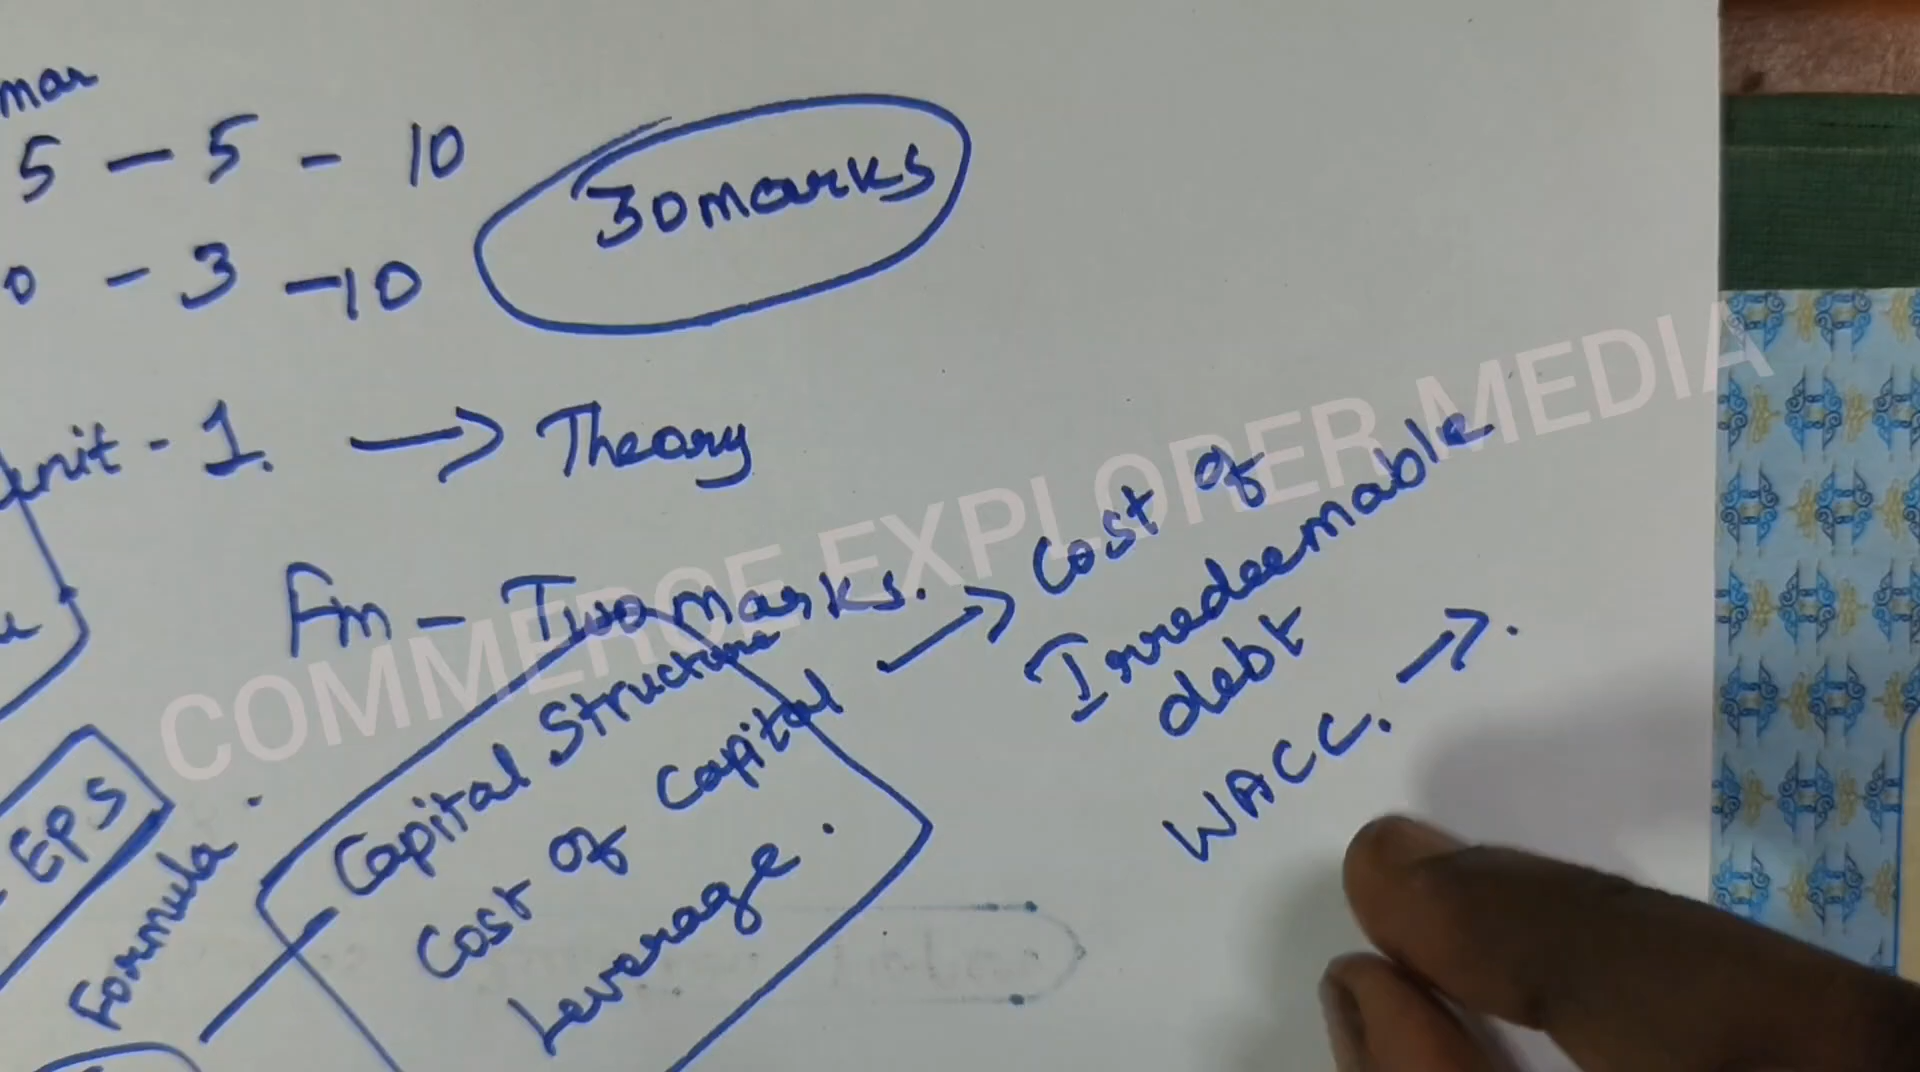 mar
5 - 5 - 10
0 - 3 - 10
30marks
unit - 1. → Theory
Fm - Two marks.
Capital Structure
Cost of Capital → Cost of
Irredeemable
debt
WACC. → .
Leverage.
EPS
Formula.
COMMERCE EXPLORER MEDIA